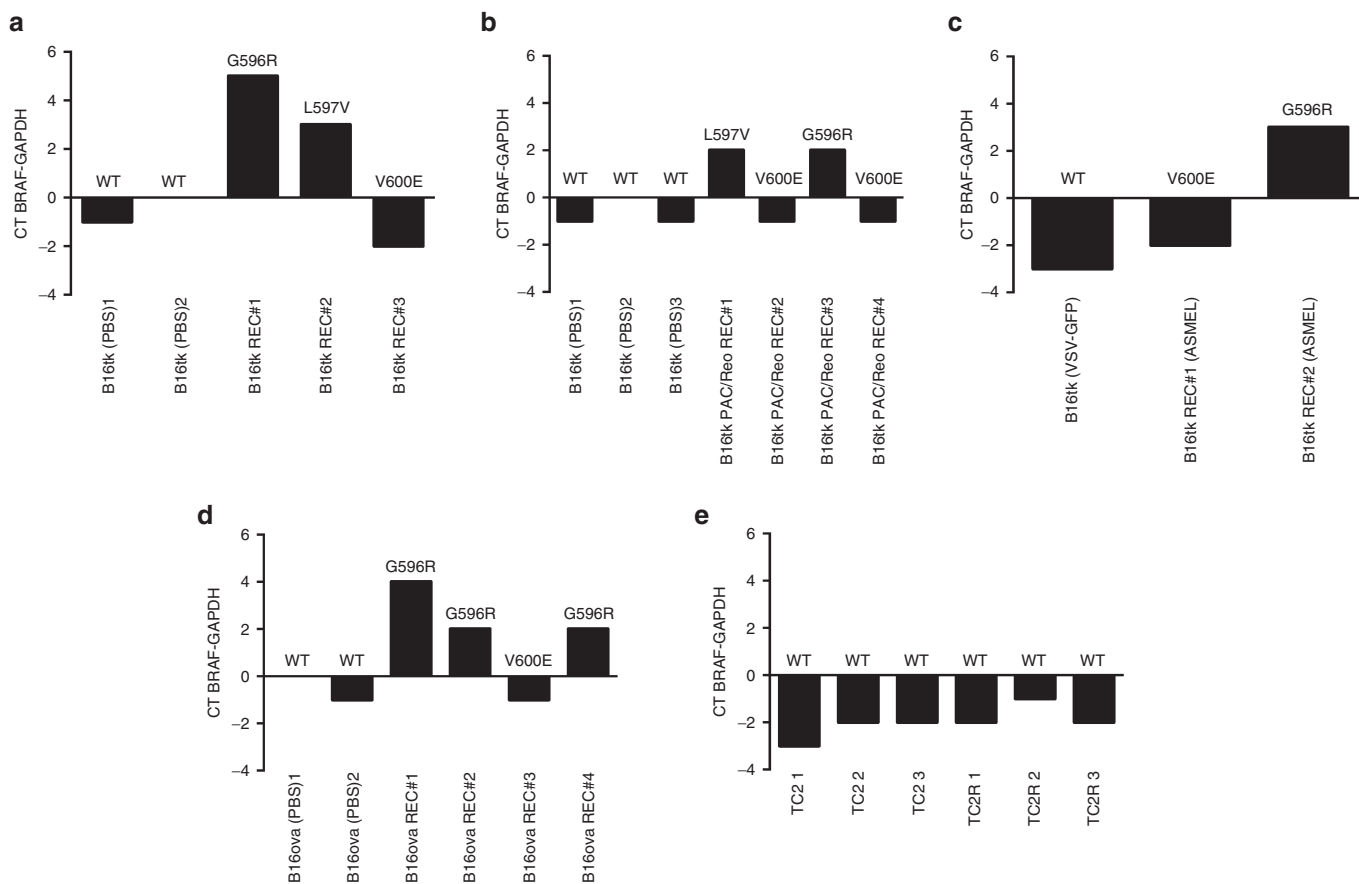 a
CT BRAF-GAPDH
6
4
2
0
–2
–4
WT
WT
G596R
L597V
V600E
B16tk (PBS)1
B16tk (PBS)2
B16tk REC#1
B16tk REC#2
B16tk REC#3
b
CT BRAF-GAPDH
6
4
2
0
–2
–4
WT
WT
WT
L597V
V600E
G596R
V600E
B16tk (PBS)1
B16tk (PBS)2
B16tk (PBS)3
B16tk PAC/Reo REC#1
B16tk PAC/Reo REC#2
B16tk PAC/Reo REC#3
B16tk PAC/Reo REC#4
c
CT BRAF-GAPDH
6
4
2
0
–2
–4
WT
V600E
G596R
B16tk (VSV-GFP)
B16tk REC#1 (ASMEL)
B16tk REC#2 (ASMEL)
d
CT BRAF-GAPDH
6
4
2
0
–2
–4
WT
WT
G596R
G596R
V600E
G596R
B16ova (PBS)1
B16ova (PBS)2
B16ova REC#1
B16ova REC#2
B16ova REC#3
B16ova REC#4
e
CT BRAF-GAPDH
6
4
2
0
–2
–4
WT
WT
WT
WT
WT
WT
TC2 1
TC2 2
TC2 3
TC2R 1
TC2R 2
TC2R 3